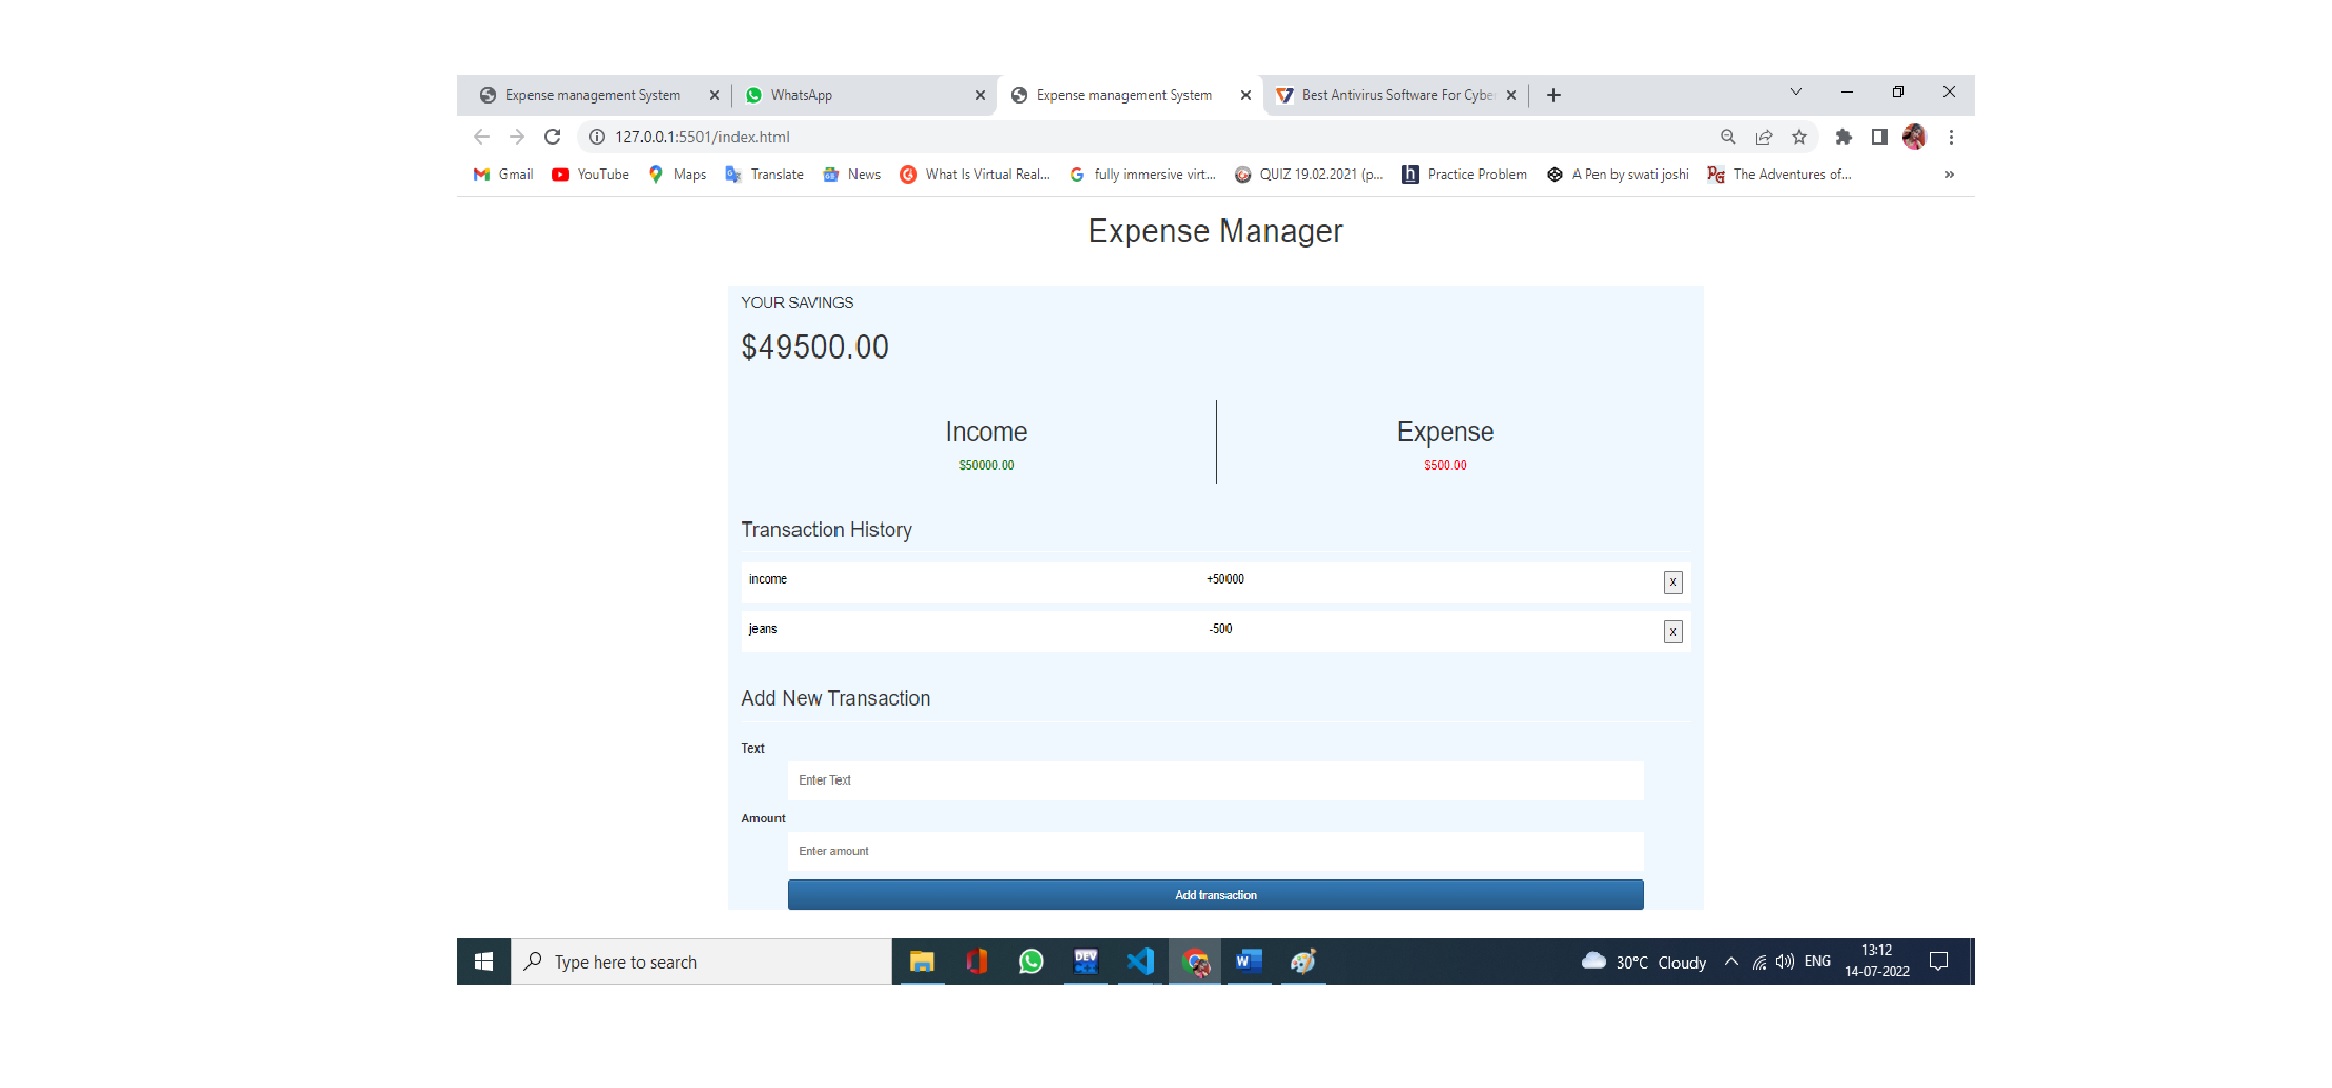 Expense management System
WhatsApp
Expense management System
Best Antivirus Software For Cyber
127.0.0.1:5501/index.html
Gmail YouTube Maps Translate News What Is Virtual Real... fully immersive virt... QUIZ 19.02.2021 (p... Practice Problem A Pen by swati joshi The Adventures of... »
Expense Manager
YOUR SAVINGS
$49500.00
Income Expense
$50000.00 $500.00
Transaction History
income +50000 x
jeans -500 x
Add New Transaction
Text
Enter Text
Amount
Enter amount
Add transaction
Type here to search
DEV
W
30°C Cloudy
ENG
13:12
14-07-2022